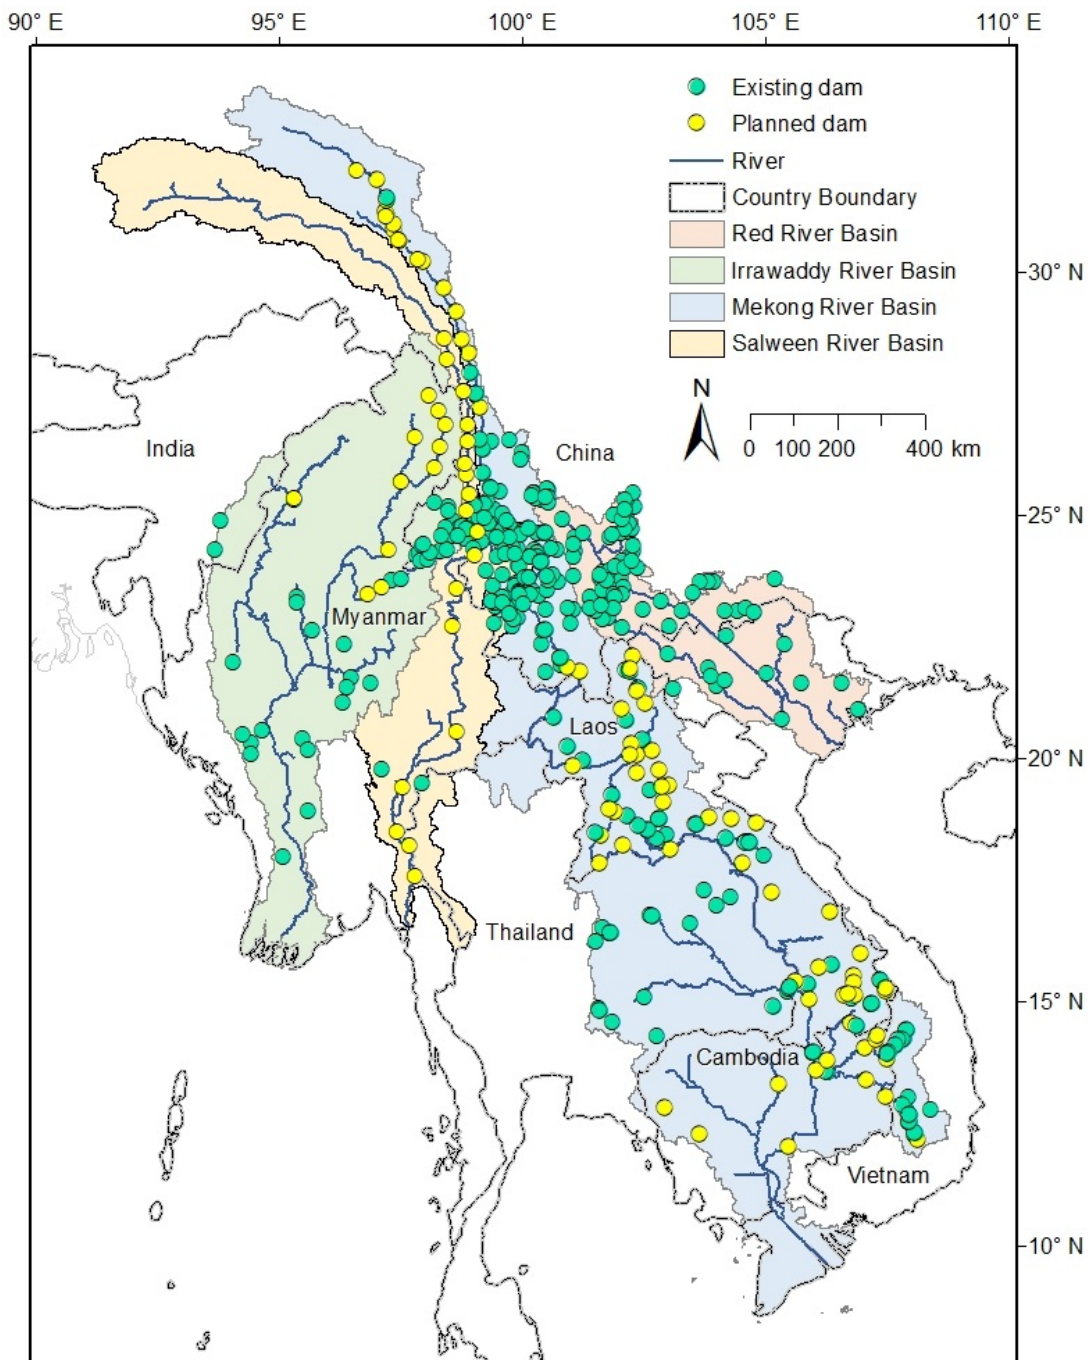 90° E 95° E 100° E 105° E 110° E
Existing dam
Planned dam
River
Country Boundary
Red River Basin
Irrawaddy River Basin
Mekong River Basin
Salween River Basin
30° N
N
0 100 200 400 km
India
China
25° N
Myanmar
Laos
20° N
Thailand
15° N
Cambodia
Vietnam
10° N